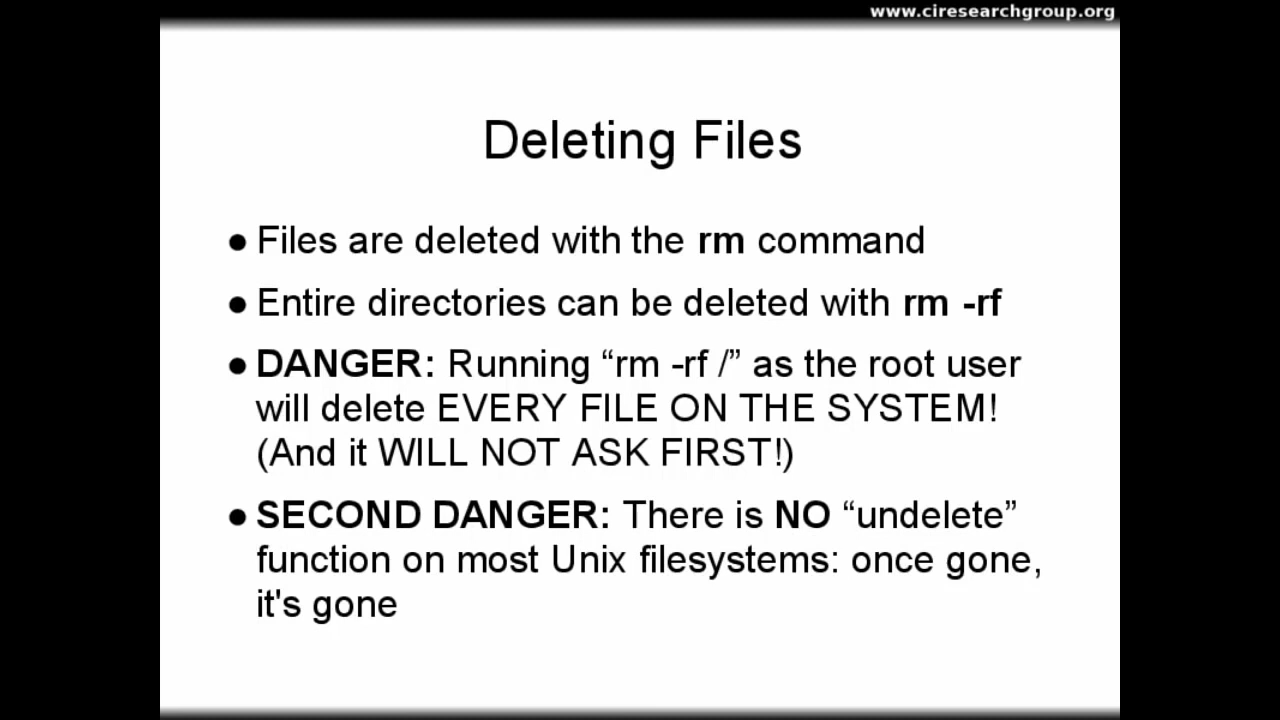 www.ciresearchgroup.org
Deleting Files
● Files are deleted with the rm command
● Entire directories can be deleted with rm -rf
● DANGER: Running “rm -rf /” as the root user
will delete EVERY FILE ON THE SYSTEM!
(And it WILL NOT ASK FIRST!)
● SECOND DANGER: There is NO “undelete”
function on most Unix filesystems: once gone,
it's gone